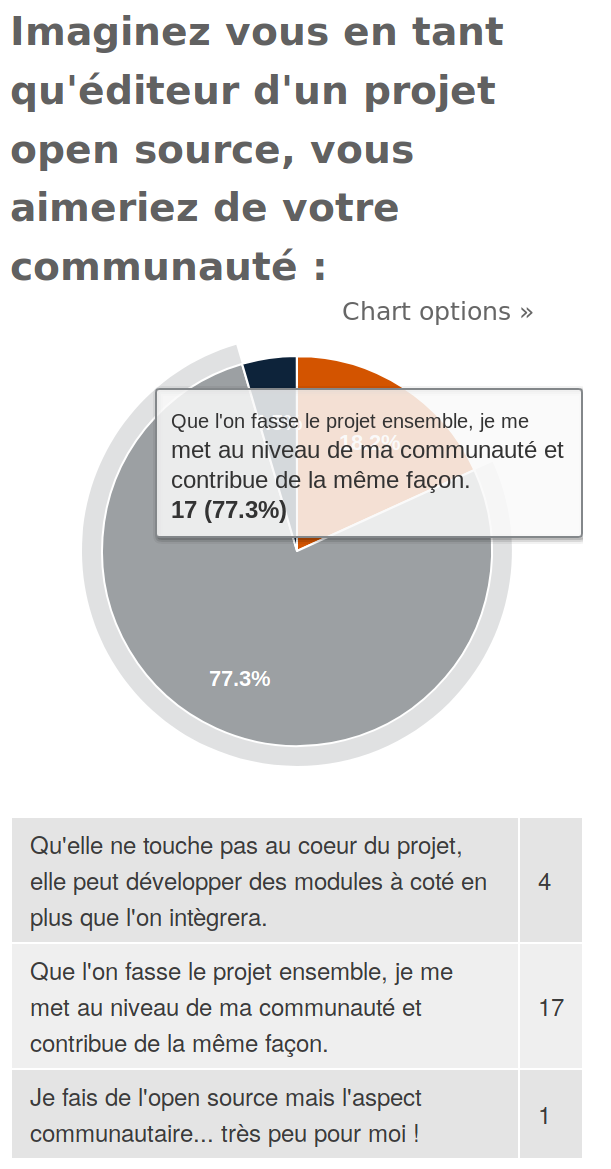 Imaginez vous en tant
qu'éditeur d'un projet
open source, vous
aimeriez de votre
communauté :
Chart options »
Que l'on fasse le projet ensemble, je me
18.2%
met au niveau de ma communauté et
contribue de la même façon.
17 (77.3%)
77.3%
Qu'elle ne touche pas au coeur du projet,
elle peut développer des modules à coté en
plus que l'on intègrera.
4
Que l'on fasse le projet ensemble, je me
met au niveau de ma communauté et
contribue de la même façon.
17
Je fais de l'open source mais l'aspect
communautaire... très peu pour moi !
1